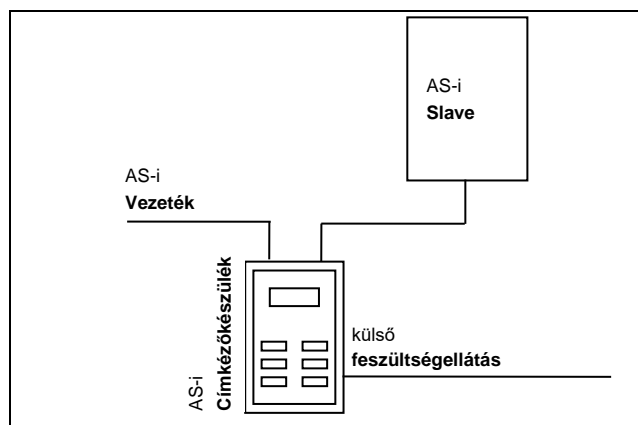 AS-i
Slave
AS-i
Vezeték
AS-i
Címkézőkészülék
külső
feszültségellátás